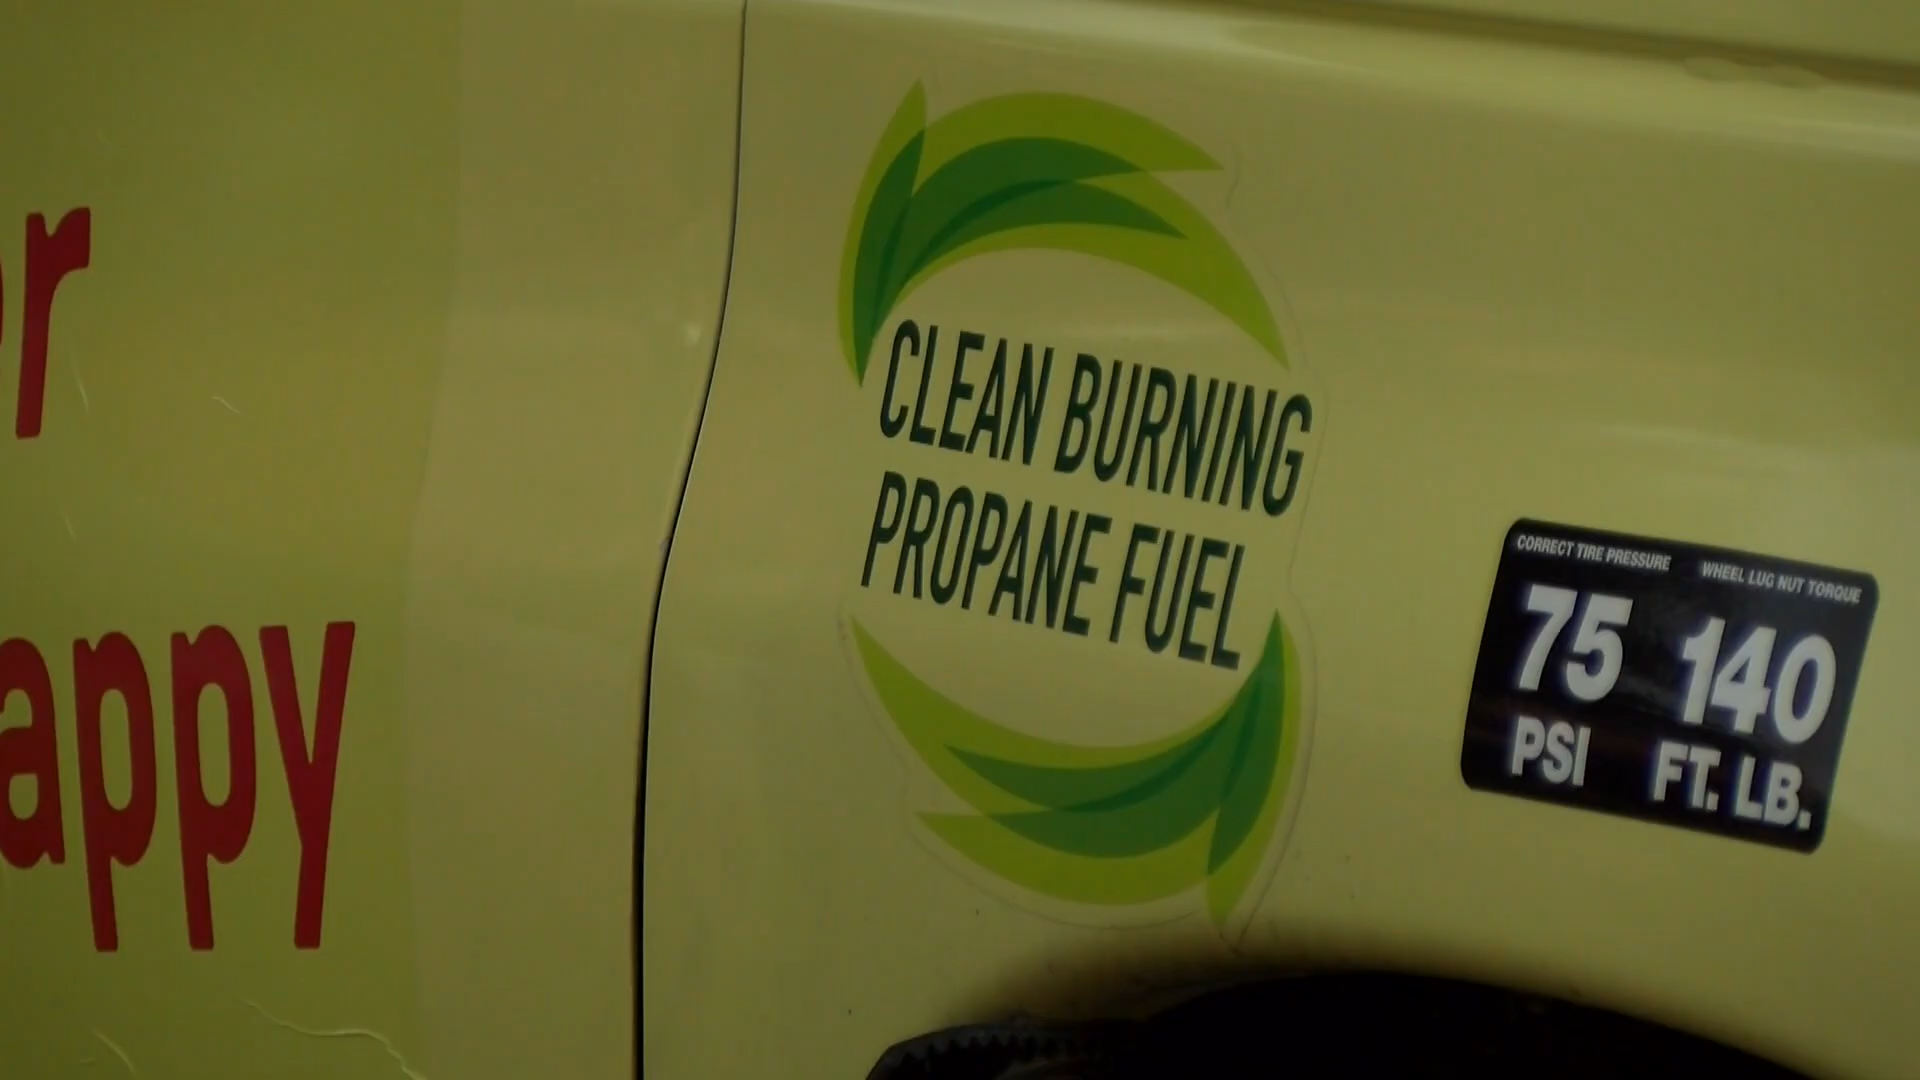 r
appy
CLEAN BURNING
PROPANE FUEL
CORRECT TIRE PRESSURE WHEEL LUG NUT TORQUE
75 140
PSI FT. LB.